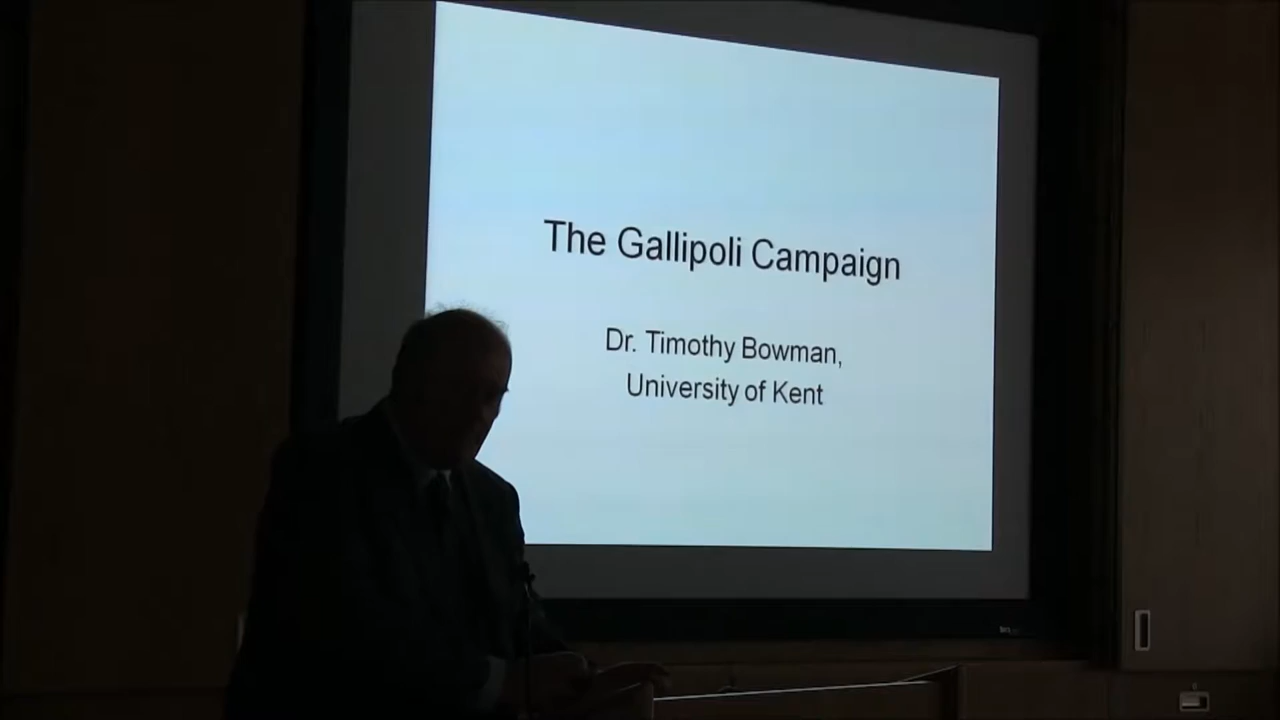 The Gallipoli Campaign
Dr. Timothy Bowman,
University of Kent